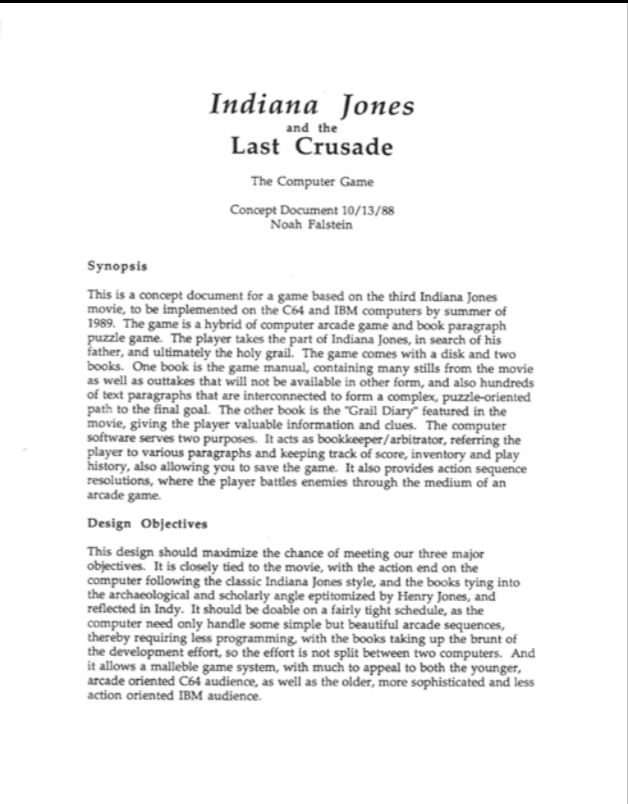 Indiana Jones
and the
Last Crusade
The Computer Game
Concept Document 10/13/88
Noah Falstein
Synopsis
This is a concept document for a game based on the third Indiana Jones
movie, to be implemented on the C64 and IBM computers by summer of
1989. The game is a hybrid of computer arcade game and book paragraph
puzzle game. The player takes the part of Indiana Jones, in search of his
father, and ultimately the holy grail. The game comes with a disk and two
books. One book is the game manual, containing many stills from the movie
as well as outtakes that will not be available in other form, and also hundreds
of text paragraphs that are interconnected to form a complex, puzzle-oriented
path to the final goal. The other book is the "Grail Diary" featured in the
movie, giving the player valuable information and clues. The computer
software serves two purposes. It acts as bookkeeper/arbitrator, referring the
player to various paragraphs and keeping track of score, inventory and play
history, also allowing you to save the game. It also provides action sequence
resolutions, where the player battles enemies through the medium of an
arcade game.
Design Objectives
This design should maximize the chance of meeting our three major
objectives. It is closely tied to the movie, with the action end on the
computer following the classic Indiana Jones style, and the books tying into
the archaeological and scholarly angle eptitomized by Henry Jones, and
reflected in Indy. It should be doable on a fairly tight schedule, as the
computer need only handle some simple but beautiful arcade sequences,
thereby requiring less programming, with the books taking up the brunt of
the development effort, so the effort is not split between two computers. And
it allows a malleble game system, with much to appeal to both the younger,
arcade oriented C64 audience, as well as the older, more sophisticated and less
action oriented IBM audience.